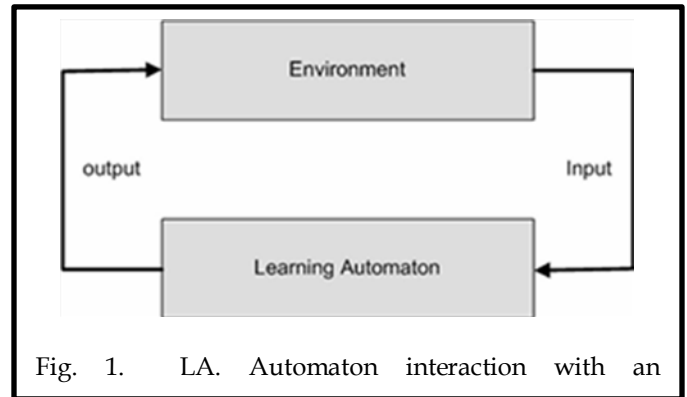 Environment
output
Input
Learning Automaton
Fig. 1. LA. Automaton interaction with an